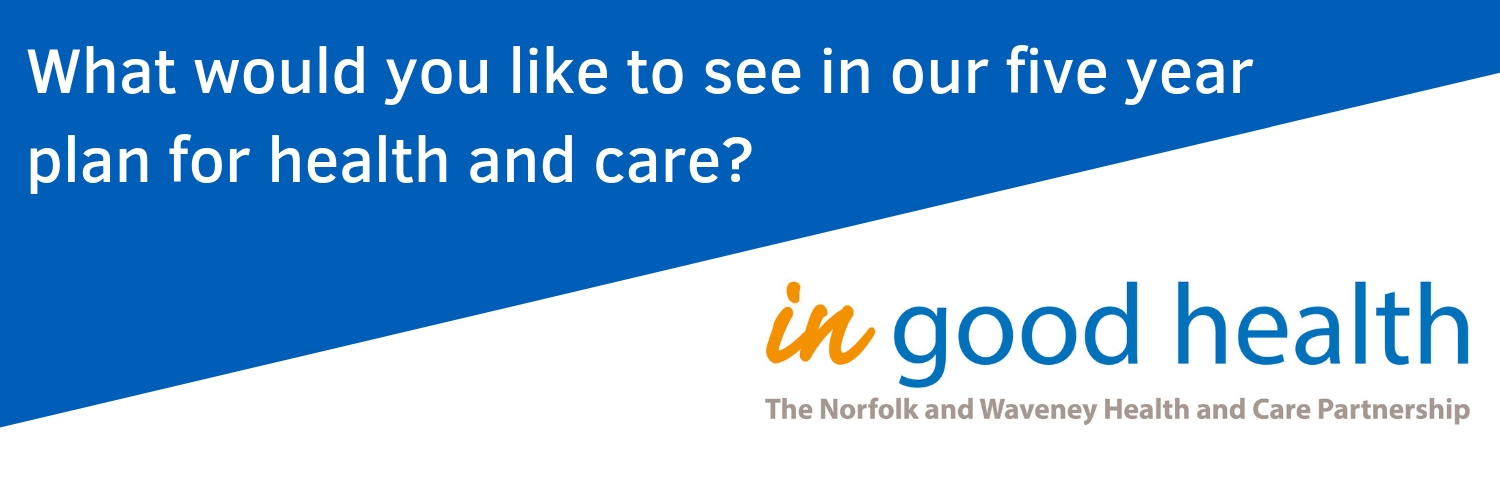 What would you like to see in our five year
plan for health and care?
in good health
The Norfolk and Waveney Health and Care Partnership